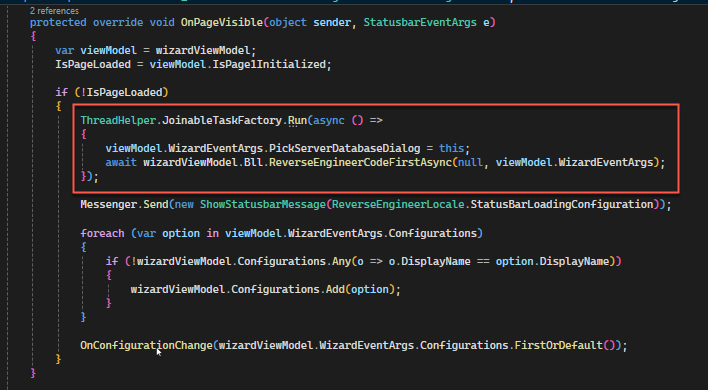 2 references
protected override void OnPageVisible(object sender, StatusbarEventArgs e)
{
    var viewModel = wizardViewModel;
    IsPageLoaded = viewModel.IsPage1Initialized;

    if (!IsPageLoaded)
    {
        ThreadHelper.JoinableTaskFactory.Run(async () =>
        {
            viewModel.WizardEventArgs.PickServerDatabaseDialog = this;
            await wizardViewModel.Bll.ReverseEngineerCodeFirstAsync(null, viewModel.WizardEventArgs);
        });

        Messenger.Send(new ShowStatusbarMessage(ReverseEngineerLocale.StatusBarLoadingConfiguration));

        foreach (var option in viewModel.WizardEventArgs.Configurations)
        {
            if (!wizardViewModel.Configurations.Any(o => o.DisplayName == option.DisplayName))
            {
                wizardViewModel.Configurations.Add(option);
            }
        }

        OnConfigurationChange(wizardViewModel.WizardEventArgs.Configurations.FirstOrDefault());
    }
}